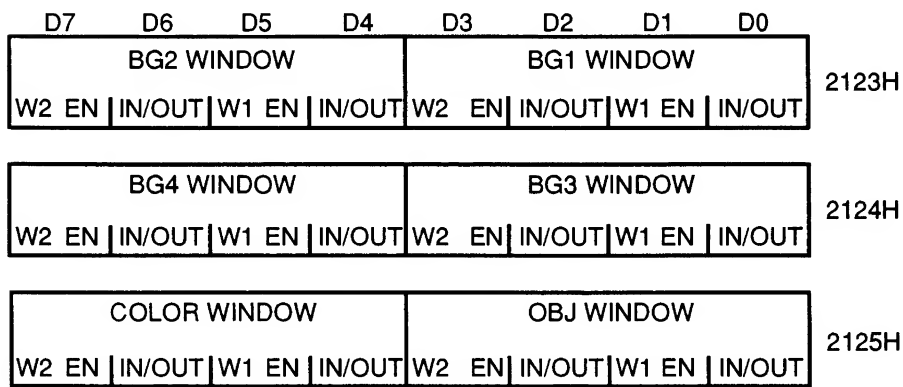 D7 D6 D5 D4 D3 D2 D1 D0
BG2 WINDOW BG1 WINDOW
2123H
W2 EN IN/OUT W1 EN IN/OUT W2 EN IN/OUT W1 EN IN/OUT
BG4 WINDOW BG3 WINDOW
2124H
W2 EN IN/OUT W1 EN IN/OUT W2 EN IN/OUT W1 EN IN/OUT
COLOR WINDOW OBJ WINDOW
2125H
W2 EN IN/OUT W1 EN IN/OUT W2 EN IN/OUT W1 EN IN/OUT